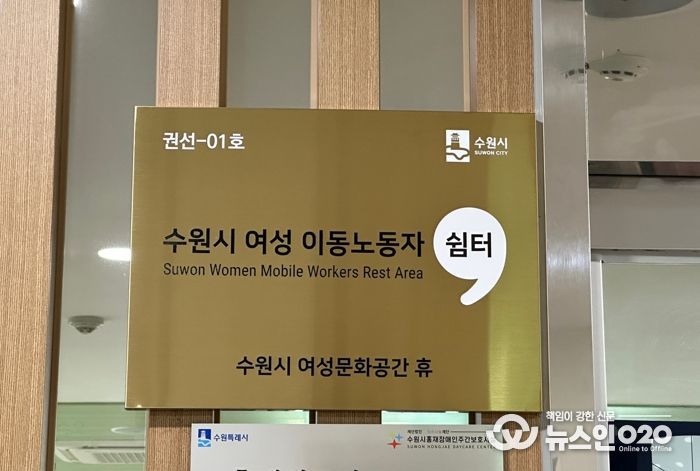 권선-01호
수원시
SUWON CITY
수원시 여성 이동노동자 쉼터
Suwon Women Mobile Workers Rest Area
수원시 여성문화공간 휴
수원특례시
수원시홍재장애인주간보호시
SUWON HONGJAE DAYCARE CENTER
책임이 강한 신문
뉴스인020
Online to Offline